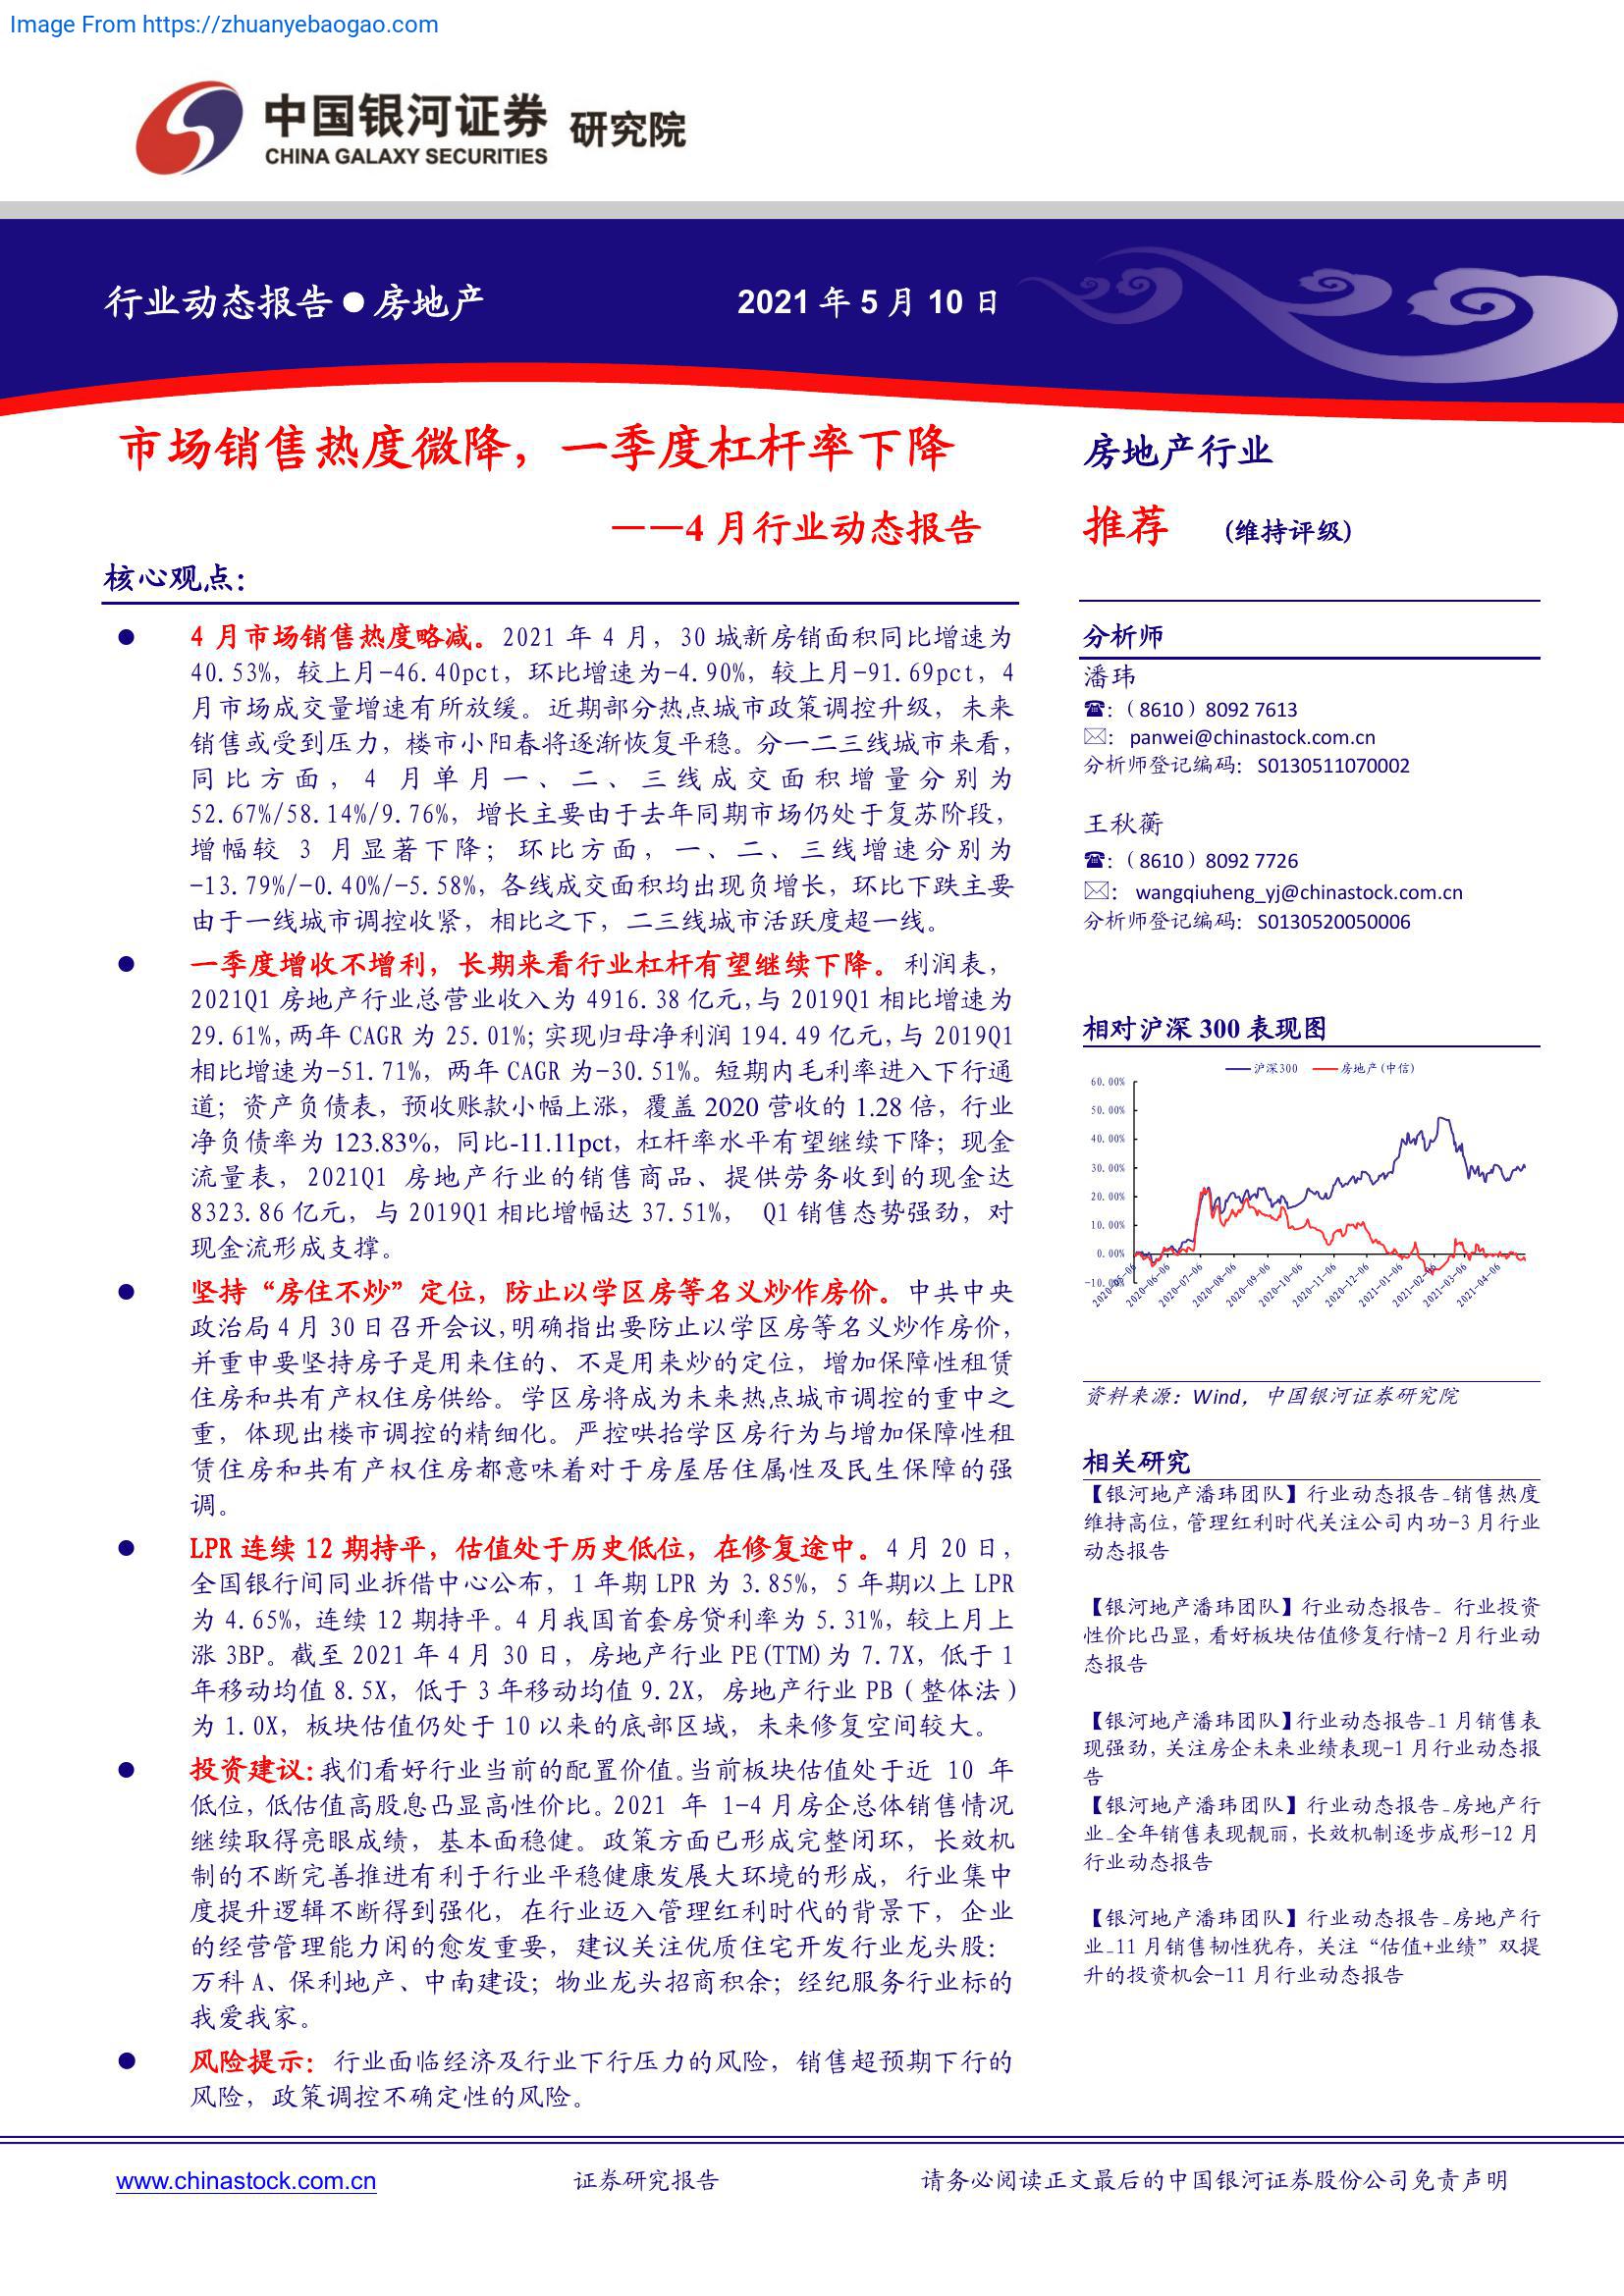 Image From https://zhuanyebaogao.com
中国银河证券 研究院
CHINA GALAXY SECURITIES
行业动态报告●房地产 2021 年 5 月 10 日
市场销售热度微降，一季度杠杆率下降
——4 月行业动态报告
核心观点：
● 4 月市场销售热度略减。2021 年 4 月，30 城新房销面积同比增速为
40.53%，较上月-46.40pct，环比增速为-4.90%，较上月-91.69pct，4
月市场成交量增速有所放缓。近期部分热点城市政策调控升级，未来
销售或受到压力，楼市小阳春将逐渐恢复平稳。分一二三线城市来看，
同比方面，4 月单月一、二、三线成交面积增量分别为
52.67%/58.14%/9.76%，增长主要由于去年同期市场仍处于复苏阶段，
增幅较 3 月显著下降；环比方面，一、二、三线增速分别为
-13.79%/-0.40%/-5.58%，各线成交面积均出现负增长，环比下跌主要
由于一线城市调控收紧，相比之下，二三线城市活跃度超一线。
● 一季度增收不增利，长期来看行业杠杆有望继续下降。利润表，
2021Q1 房地产行业总营业收入为 4916.38 亿元，与 2019Q1 相比增速为
29.61%，两年 CAGR 为 25.01%；实现归母净利润 194.49 亿元，与 2019Q1
相比增速为-51.71%，两年 CAGR 为-30.51%。短期内毛利率进入下行通
道；资产负债表，预收账款小幅上涨，覆盖 2020 营收的 1.28 倍，行业
净负债率为 123.83%，同比-11.11pct，杠杆率水平有望继续下降；现金
流量表，2021Q1 房地产行业的销售商品、提供劳务收到的现金达
8323.86 亿元，与 2019Q1 相比增幅达 37.51%， Q1 销售态势强劲，对
现金流形成支撑。
● 坚持“房住不炒”定位，防止以学区房等名义炒作房价。中共中央
政治局 4 月 30 日召开会议，明确指出要防止以学区房等名义炒作房价，
并重申要坚持房子是用来住的、不是用来炒的定位，增加保障性租赁
住房和共有产权住房供给。学区房将成为未来热点城市调控的重中之
重，体现出楼市调控的精细化。严控哄抬学区房行为与增加保障性租
赁住房和共有产权住房都意味着对于房屋居住属性及民生保障的强
调。
● LPR 连续 12 期持平，估值处于历史低位，在修复途中。4 月 20 日，
全国银行间同业拆借中心公布，1 年期 LPR 为 3.85%，5 年期以上 LPR
为 4.65%，连续 12 期持平。4 月我国首套房贷利率为 5.31%，较上月上
涨 3BP。截至 2021 年 4 月 30 日，房地产行业 PE(TTM)为 7.7X，低于 1
年移动均值 8.5X，低于 3 年移动均值 9.2X，房地产行业 PB（整体法）
为 1.0X，板块估值仍处于 10 以来的底部区域，未来修复空间较大。
● 投资建议：我们看好行业当前的配置价值。当前板块估值处于近 10 年
低位，低估值高股息凸显高性价比。2021 年 1-4 月房企总体销售情况
继续取得亮眼成绩，基本面稳健。政策方面已形成完整闭环，长效机
制的不断完善推进有利于行业平稳健康发展大环境的形成，行业集中
度提升逻辑不断得到强化，在行业迈入管理红利时代的背景下，企业
的经营管理能力闲的愈发重要，建议关注优质住宅开发行业龙头股：
万科 A、保利地产、中南建设；物业龙头招商积余；经纪服务行业标的
我爱我家。
● 风险提示：行业面临经济及行业下行压力的风险，销售超预期下行的
风险，政策调控不确定性的风险。
房地产行业
推荐 （维持评级）
分析师
潘玮
☎：（8610）8092 7613
✉： panwei@chinastock.com.cn
分析师登记编码：S0130511070002
王秋蘅
☎：（8610）8092 7726
✉： wangqiuheng_yj@chinastock.com.cn
分析师登记编码：S0130520050006
相对沪深 300 表现图
沪深300 房地产(中信)
60.00%
50.00%
40.00%
30.00%
20.00%
10.00%
0.00%
-10.00%
2020-05-06 2020-06-06 2020-07-06 2020-08-06 2020-09-06 2020-10-06 2020-11-06 2020-12-06 2021-01-06 2021-02-06 2021-03-06 2021-04-06
资料来源：Wind，中国银河证券研究院
相关研究
【银河地产潘玮团队】行业动态报告_销售热度
维持高位，管理红利时代关注公司内功-3 月行业
动态报告
【银河地产潘玮团队】行业动态报告_ 行业投资
性价比凸显，看好板块估值修复行情-2 月行业动
态报告
【银河地产潘玮团队】行业动态报告_1 月销售表
现强劲，关注房企未来业绩表现-1 月行业动态报
告
【银河地产潘玮团队】行业动态报告_房地产行
业_全年销售表现靓丽，长效机制逐步成形-12 月
行业动态报告
【银河地产潘玮团队】行业动态报告_房地产行
业_11 月销售韧性犹存，关注“估值+业绩”双提
升的投资机会-11 月行业动态报告
www.chinastock.com.cn 证券研究报告 请务必阅读正文最后的中国银河证券股份公司免责声明